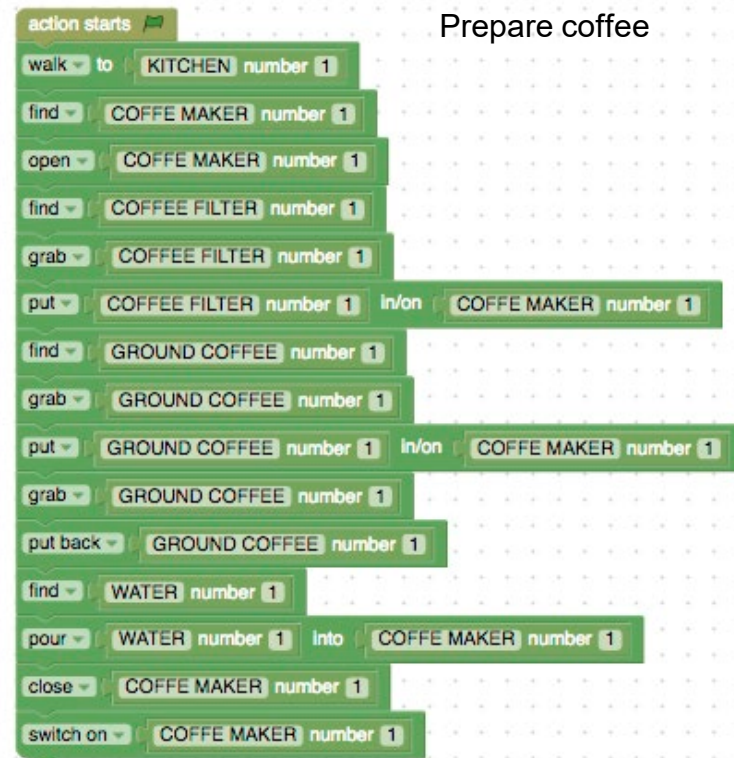 action starts
Prepare coffee
walk to KITCHEN number 1
find COFFE MAKER number 1
open COFFE MAKER number 1
find COFFEE FILTER number 1
grab COFFEE FILTER number 1
put COFFEE FILTER number 1 in/on COFFE MAKER number 1
find GROUND COFFEE number 1
grab GROUND COFFEE number 1
put GROUND COFFEE number 1 in/on COFFE MAKER number 1
grab GROUND COFFEE number 1
put back GROUND COFFEE number 1
find WATER number 1
pour WATER number 1 into COFFE MAKER number 1
close COFFE MAKER number 1
switch on COFFE MAKER number 1